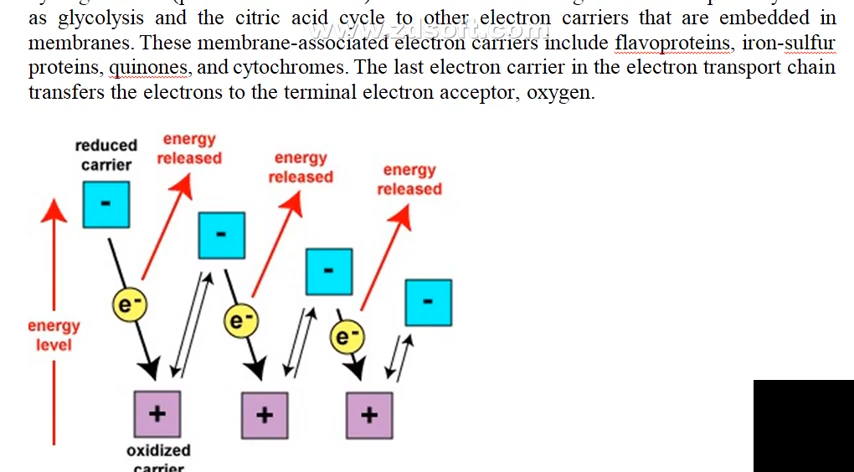 as glycolysis and the citric acid cycle to other electron carriers that are embedded in
membranes. These membrane-associated electron carriers include flavoproteins, iron-sulfur
proteins, quinones, and cytochromes. The last electron carrier in the electron transport chain
transfers the electrons to the terminal electron acceptor, oxygen.
www.zdsoft.com
reduced
carrier
energy
released
energy
released
energy
released
-
-
-
-
e-
e-
e-
energy
level
+
+
+
oxidized
carrier